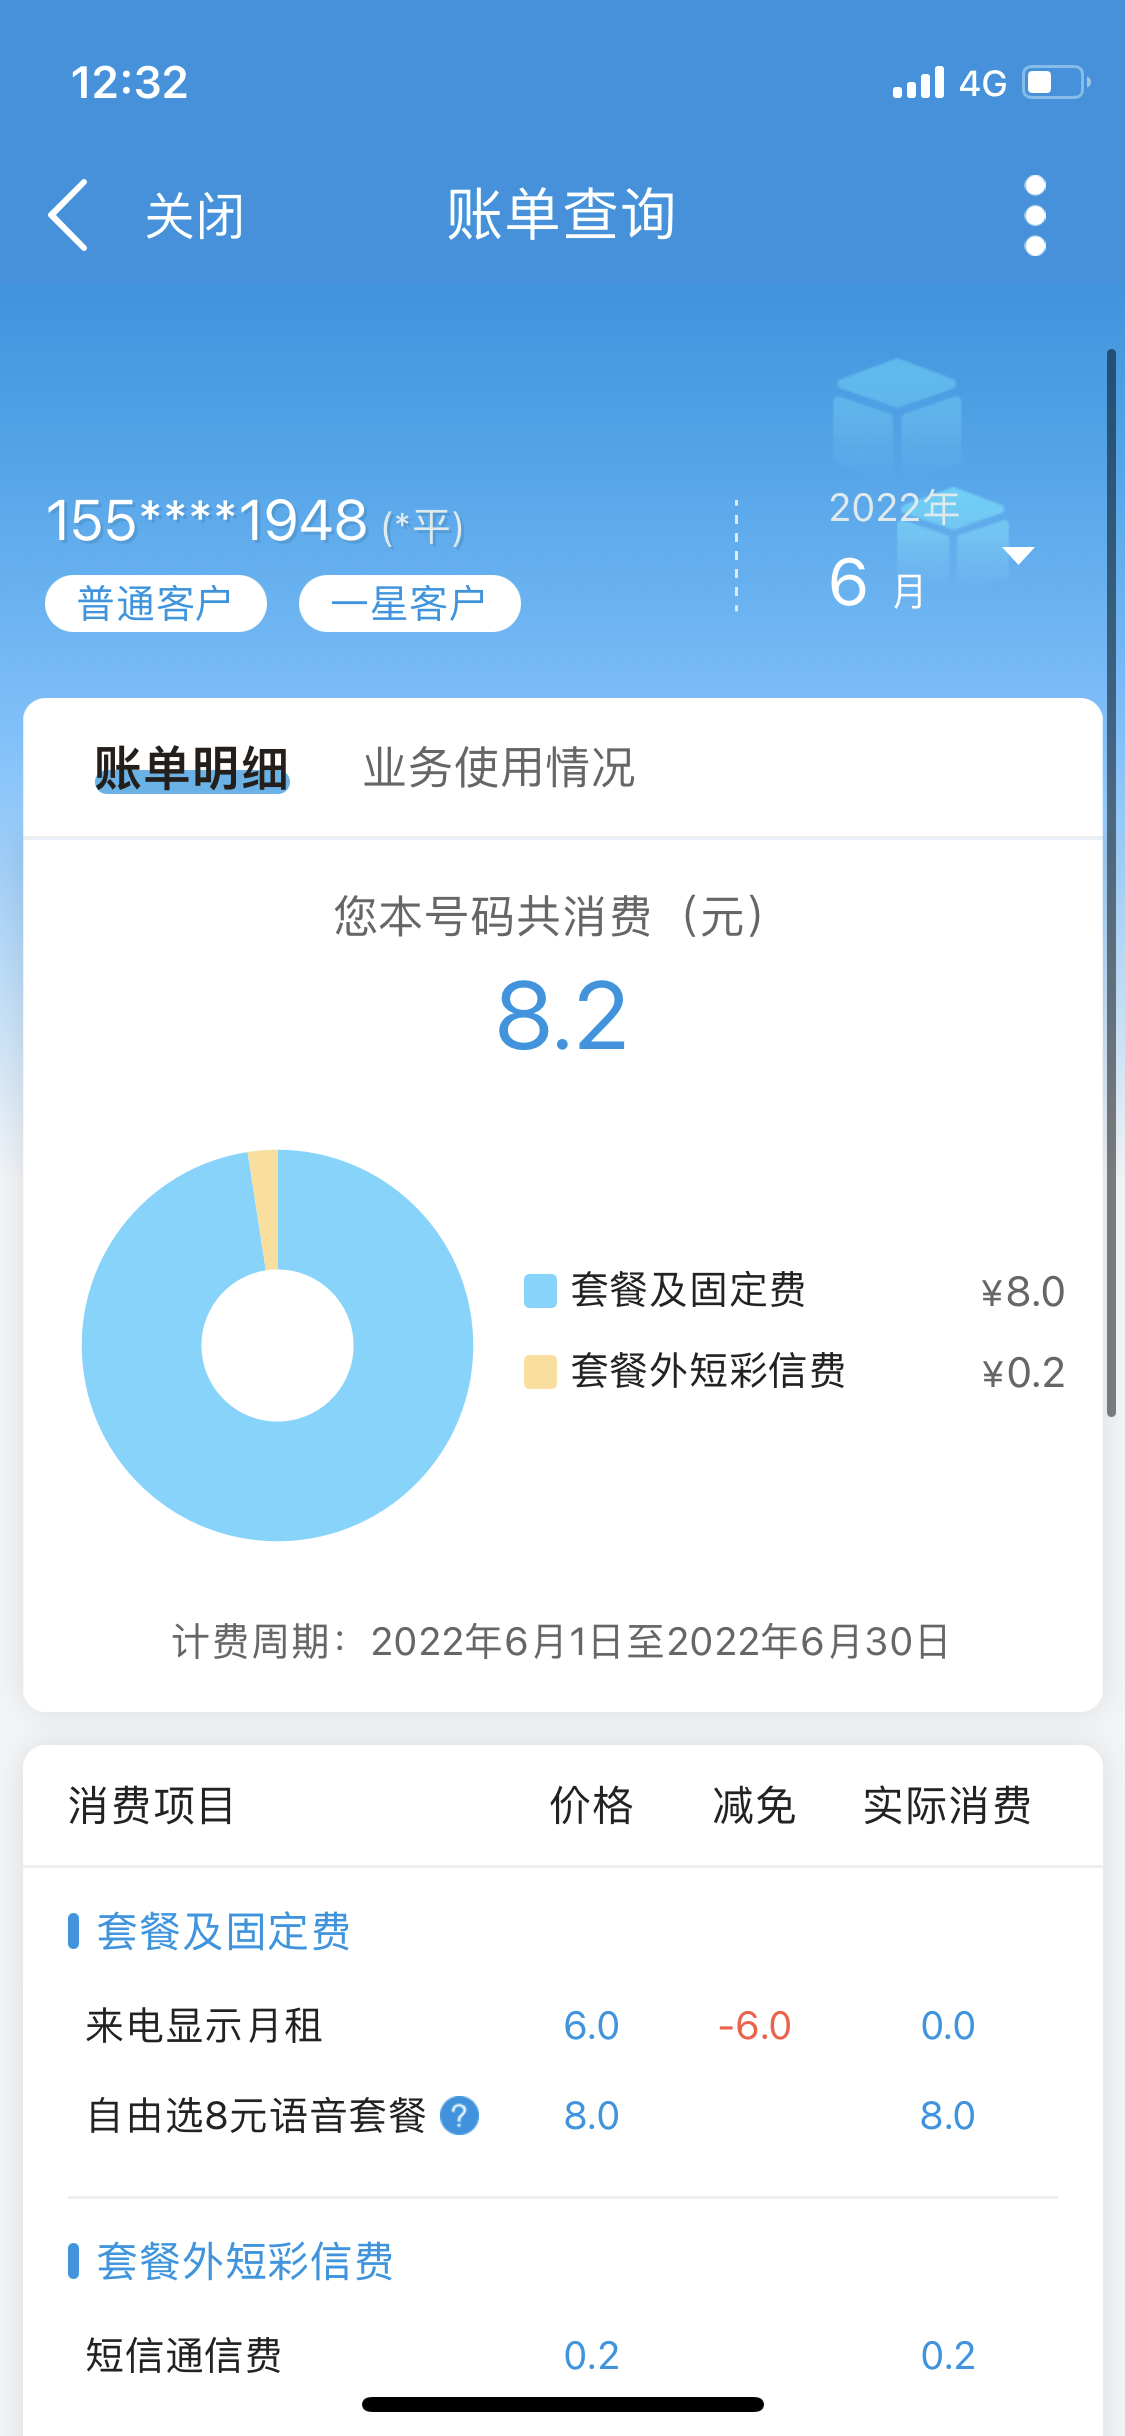 12:32 4G
关闭 账单查询
155****1948 (*平)
2022年
普通客户 一星客户
6 月
账单明细 业务使用情况
您本号码共消费（元）
8.2
套餐及固定费 ¥8.0
套餐外短彩信费 ¥0.2
计费周期：2022年6月1日至2022年6月30日
消费项目 价格 减免 实际消费
套餐及固定费
来电显示月租 6.0 -6.0 0.0
自由选8元语音套餐 ? 8.0 8.0
套餐外短彩信费
短信通信费 0.2 0.2